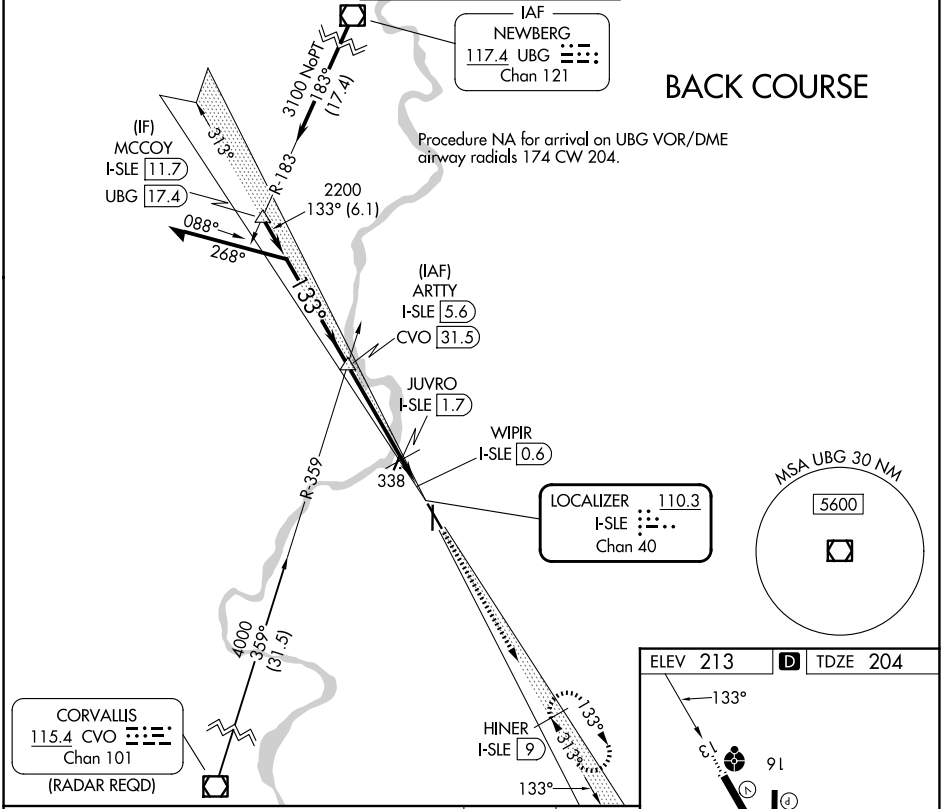 IAF
NEWBERG
117.4 UBG
Chan 121
BACK COURSE
Procedure NA for arrival on UBG VOR/DME
airway radials 174 CW 204.
3100 NoPT
183°
(17.4)
R-183
313°
(IF)
MCCOY
I-SLE 11.7
UBG 17.4
2200
133° (6.1)
088°
268°
133°
(IAF)
ARTTY
I-SLE 5.6
CVO 31.5
JUVRO
I-SLE 1.7
WIPIR
I-SLE 0.6
338
R-359
LOCALIZER 110.3
I-SLE
Chan 40
MSA UBG 30 NM
5600
4000
359°
(31.5)
CORVALLIS
115.4 CVO
Chan 101
(RADAR REQD)
HINER
I-SLE 9
133°
313°
133°
ELEV 213 D TDZE 204
133°
13
16
V
P